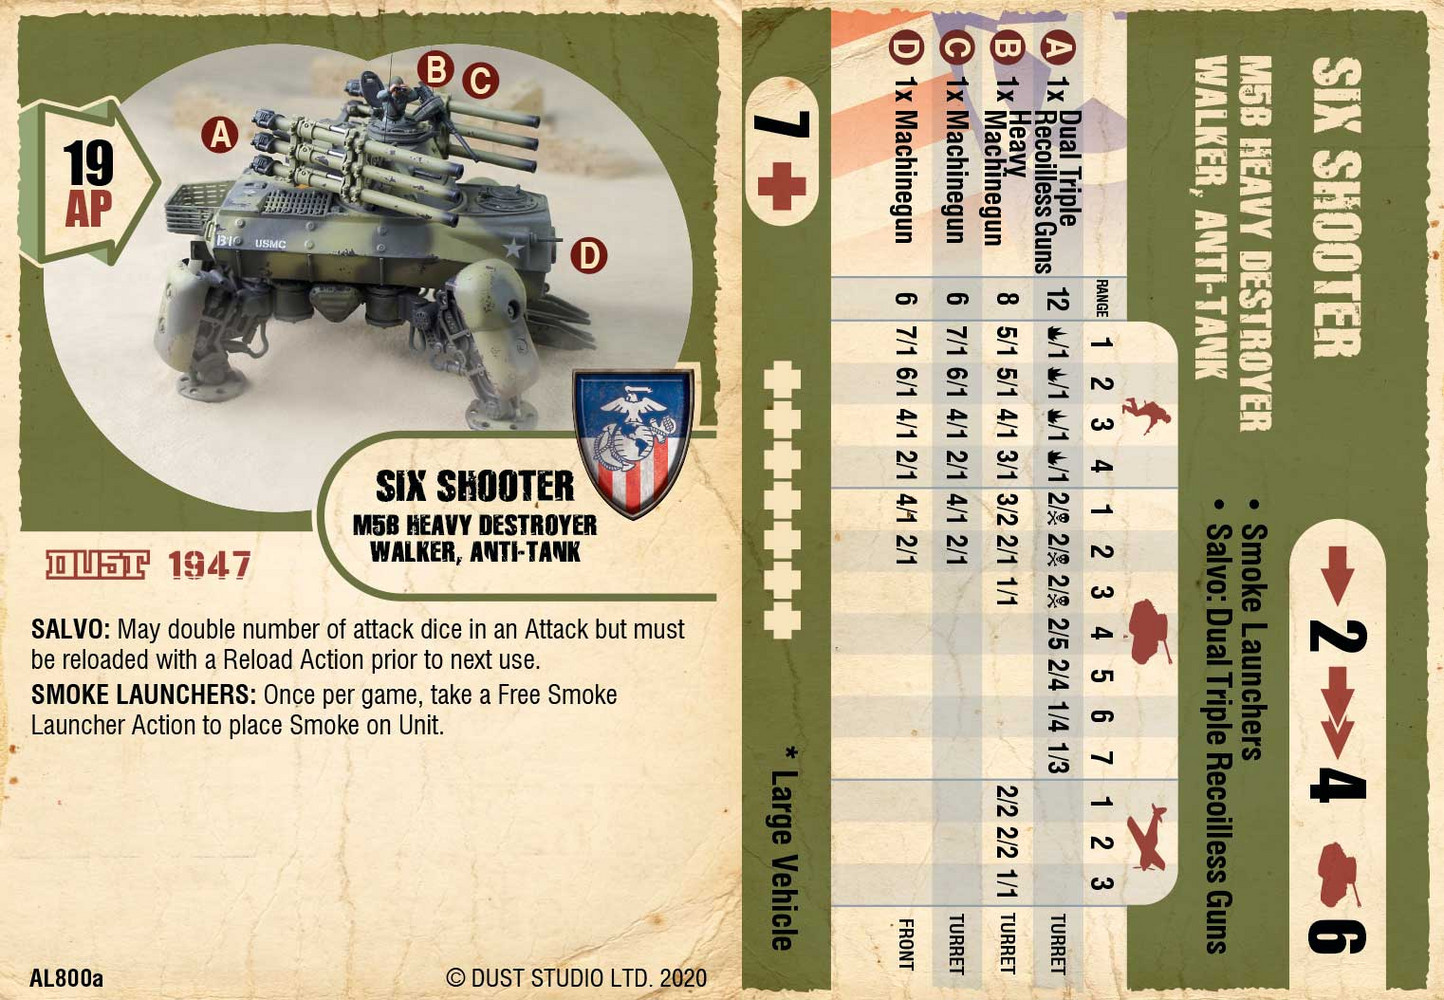 19
AP
A
B
C
D
B10 USMC
SIX SHOOTER
M5B HEAVY DESTROYER
WALKER, ANTI-TANK
DUST 1947
SALVO: May double number of attack dice in an Attack but must
be reloaded with a Reload Action prior to next use.
SMOKE LAUNCHERS: Once per game, take a Free Smoke
Launcher Action to place Smoke on Unit.
AL800a
© DUST STUDIO LTD. 2020
SIX SHOOTER
M5B HEAVY DESTROYER
WALKER, ANTI-TANK
2 4 6
• Smoke Launchers
• Salvo: Dual Triple Recoilless Guns
RANGE 1 2 3 4 1 2 3 4 5 6 7 1 2 3
A 1x Dual Triple
Recoilless Guns 12 /1 /1 /1 /1 2/ 2/ 2/ 2/5 2/4 1/4 1/3 TURRET
B 1x Heavy
Machinegun 8 5/1 5/1 4/1 3/1 3/2 2/1 1/1 2/2 2/2 1/1 TURRET
C 1x Machinegun 6 7/1 6/1 4/1 2/1 4/1 2/1 TURRET
D 1x Machinegun 6 7/1 6/1 4/1 2/1 4/1 2/1 FRONT
7
* Large Vehicle